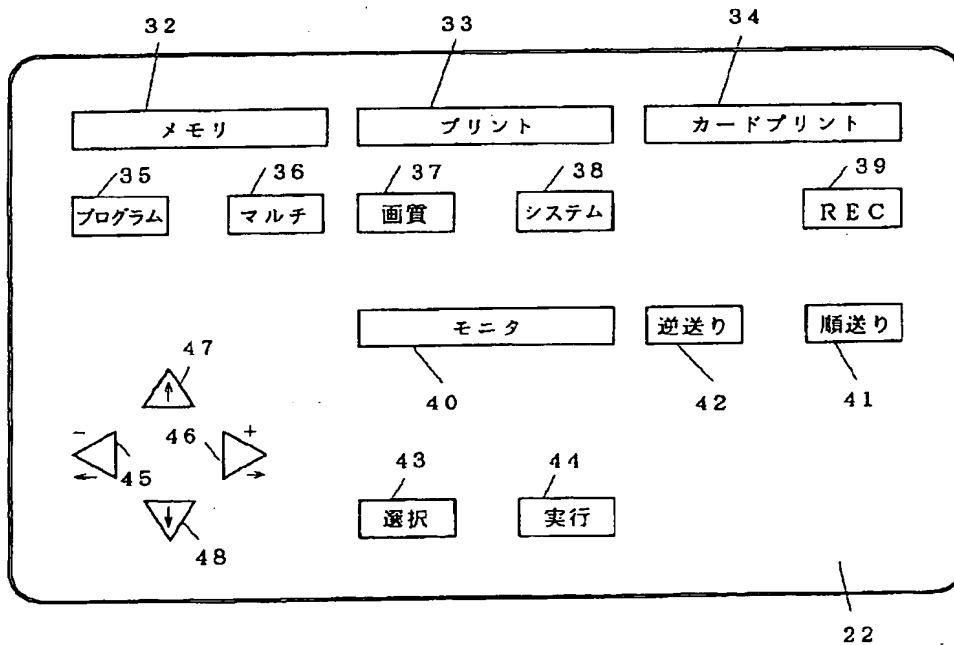 32 33 34
メモリ プリント カードプリント
35 36 37 38 39
プログラム マルチ 画質 システム REC
モニタ 逆送り 順送り
47 40 42 41
↑
- 46 +
← 45 →
43 44
選択 実行
↓
48
22